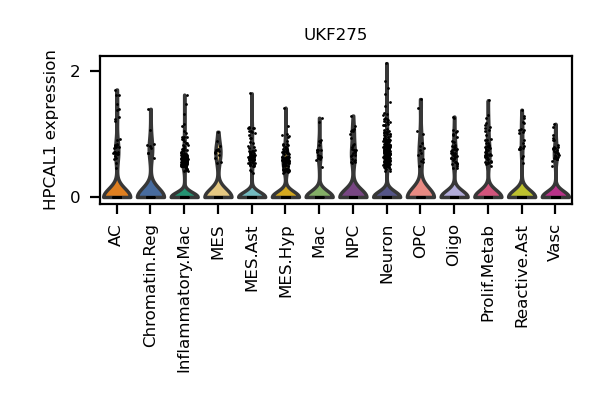 UKF275
HPCAL1 expression
2
0
AC
Chromatin.Reg
Inflammatory.Mac
MES
MES.Ast
MES.Hyp
Mac
NPC
Neuron
OPC
Oligo
Prolif.Metab
Reactive.Ast
Vasc